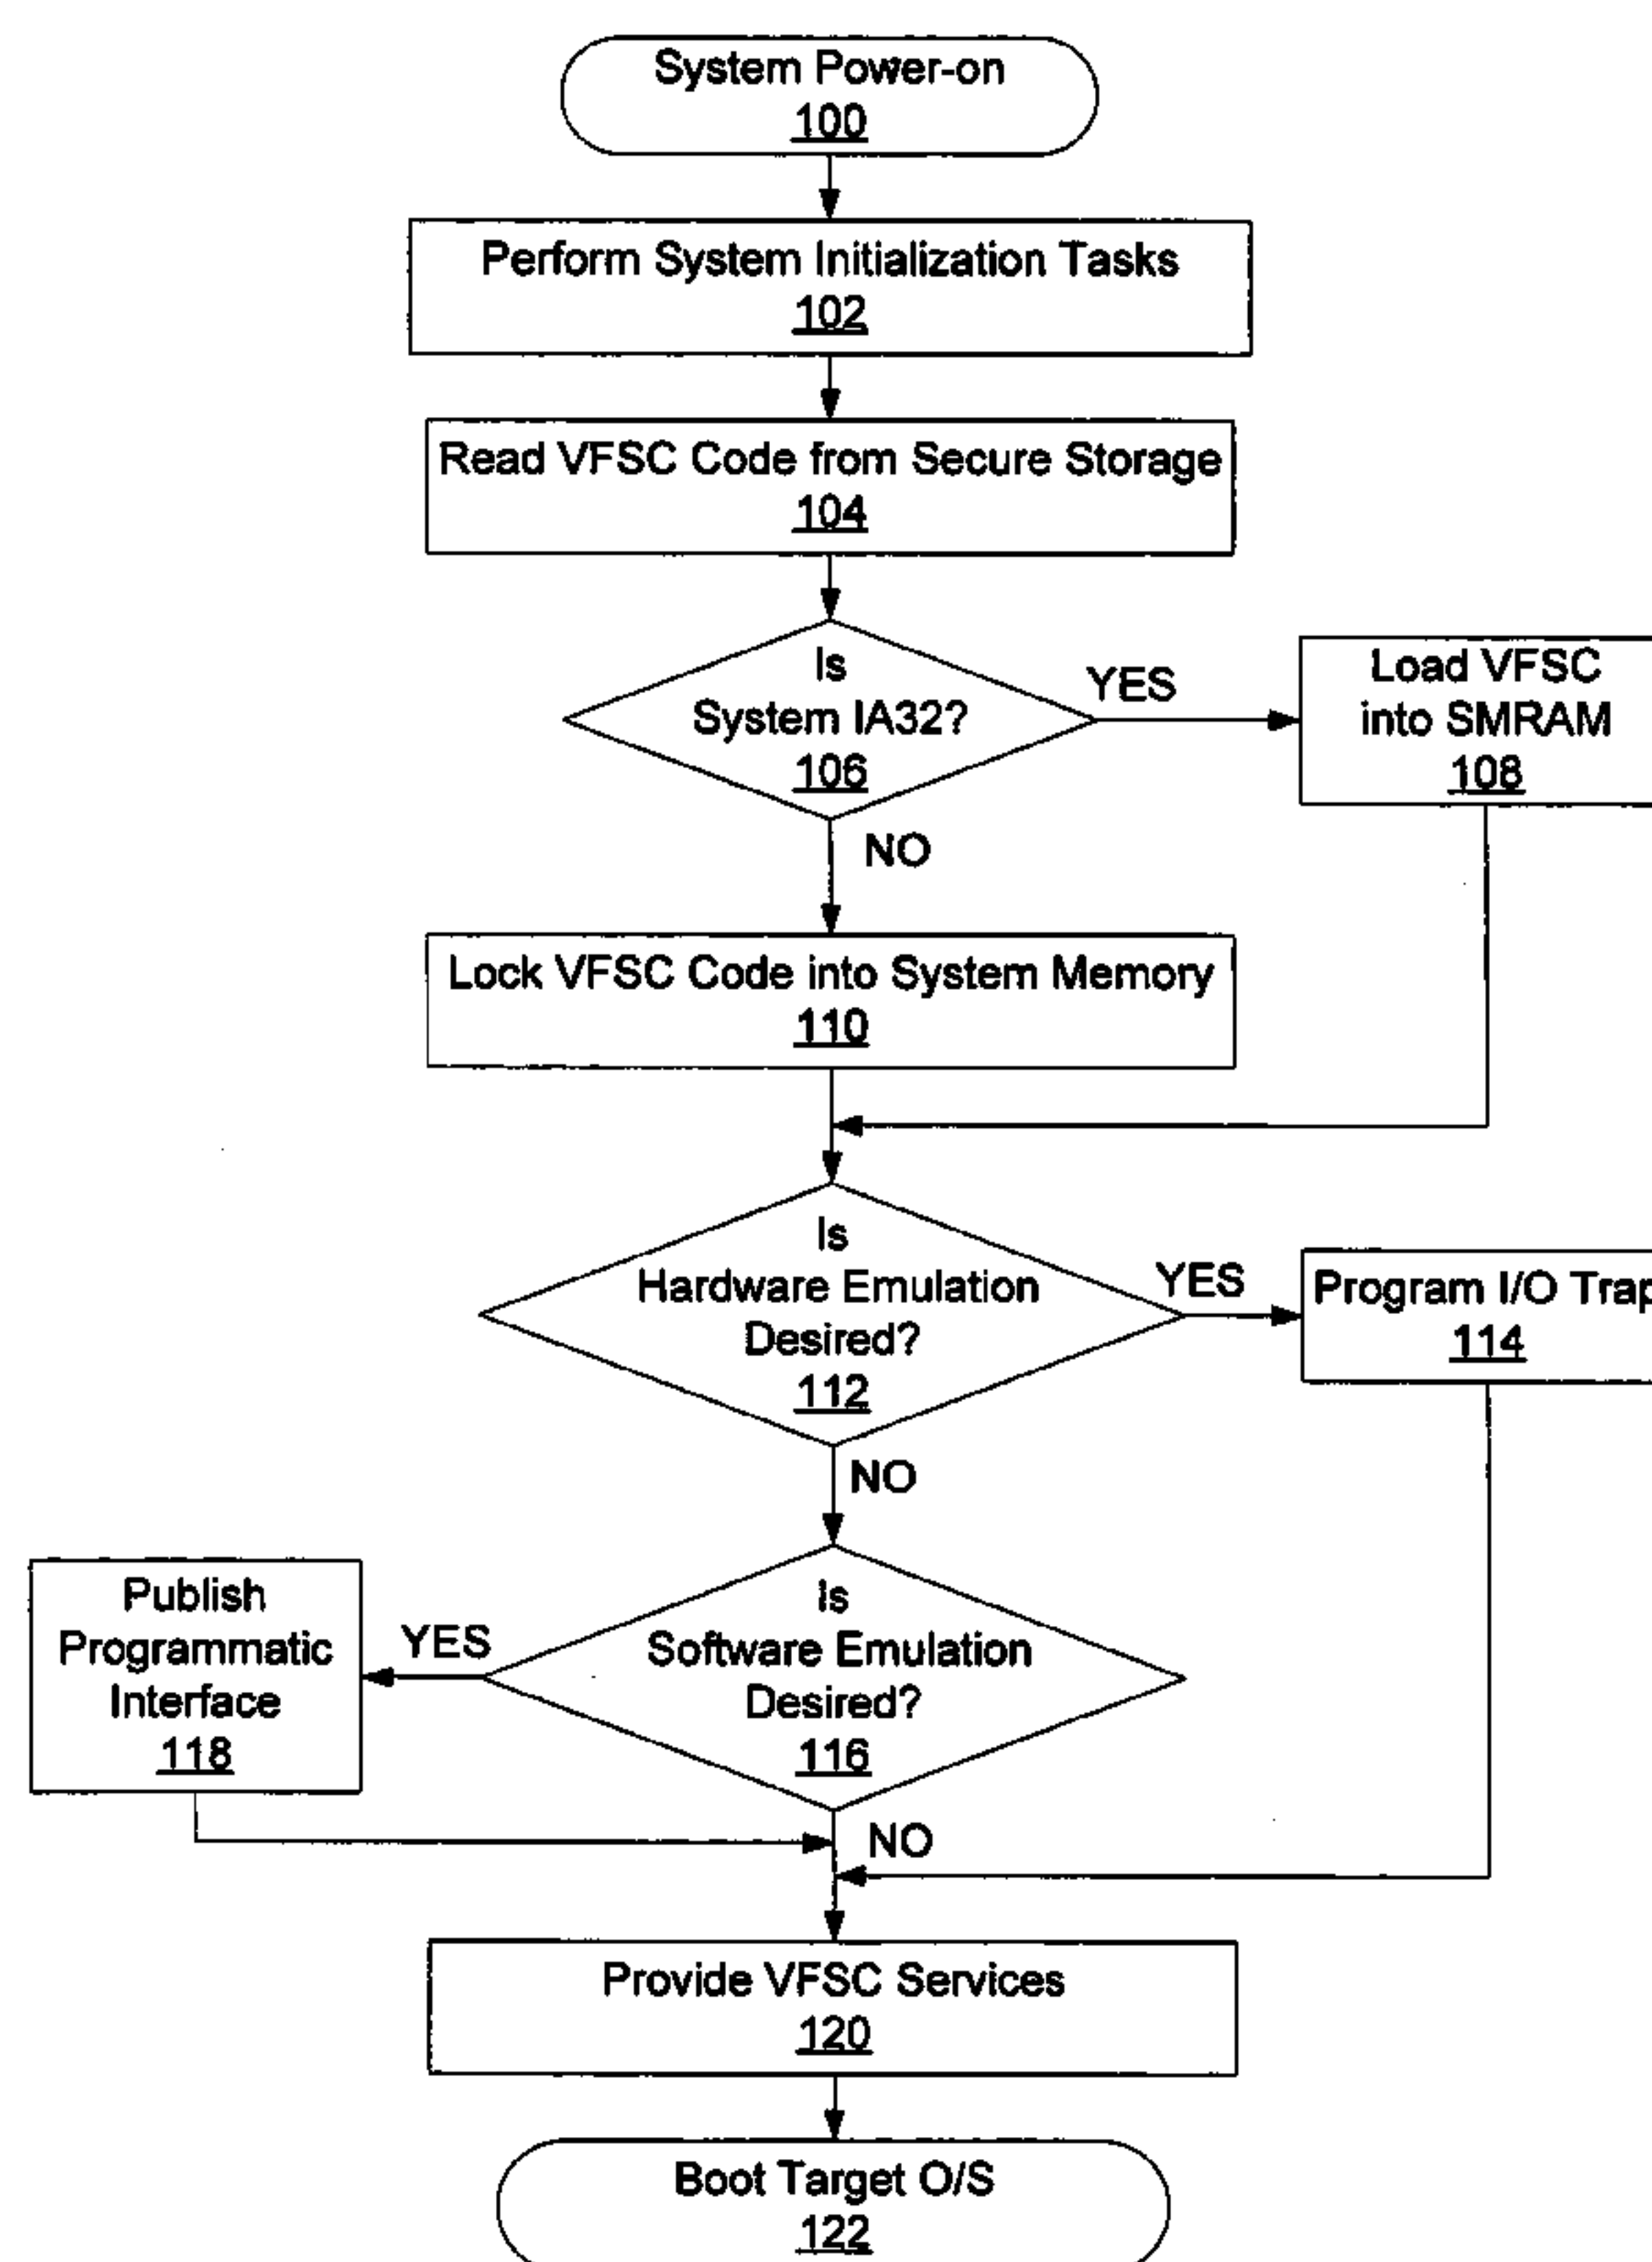 System Power-on
100
Perform System Initialization Tasks
102
Read VFSC Code from Secure Storage
104
Is
System IA32?
106
YES
Load VFSC
into SMRAM
108
NO
Lock VFSC Code into System Memory
110
Is
Hardware Emulation
Desired?
112
YES
Program I/O Trap
114
NO
Is
Software Emulation
Desired?
116
YES
Publish
Programmatic
Interface
118
NO
Provide VFSC Services
120
Boot Target O/S
122